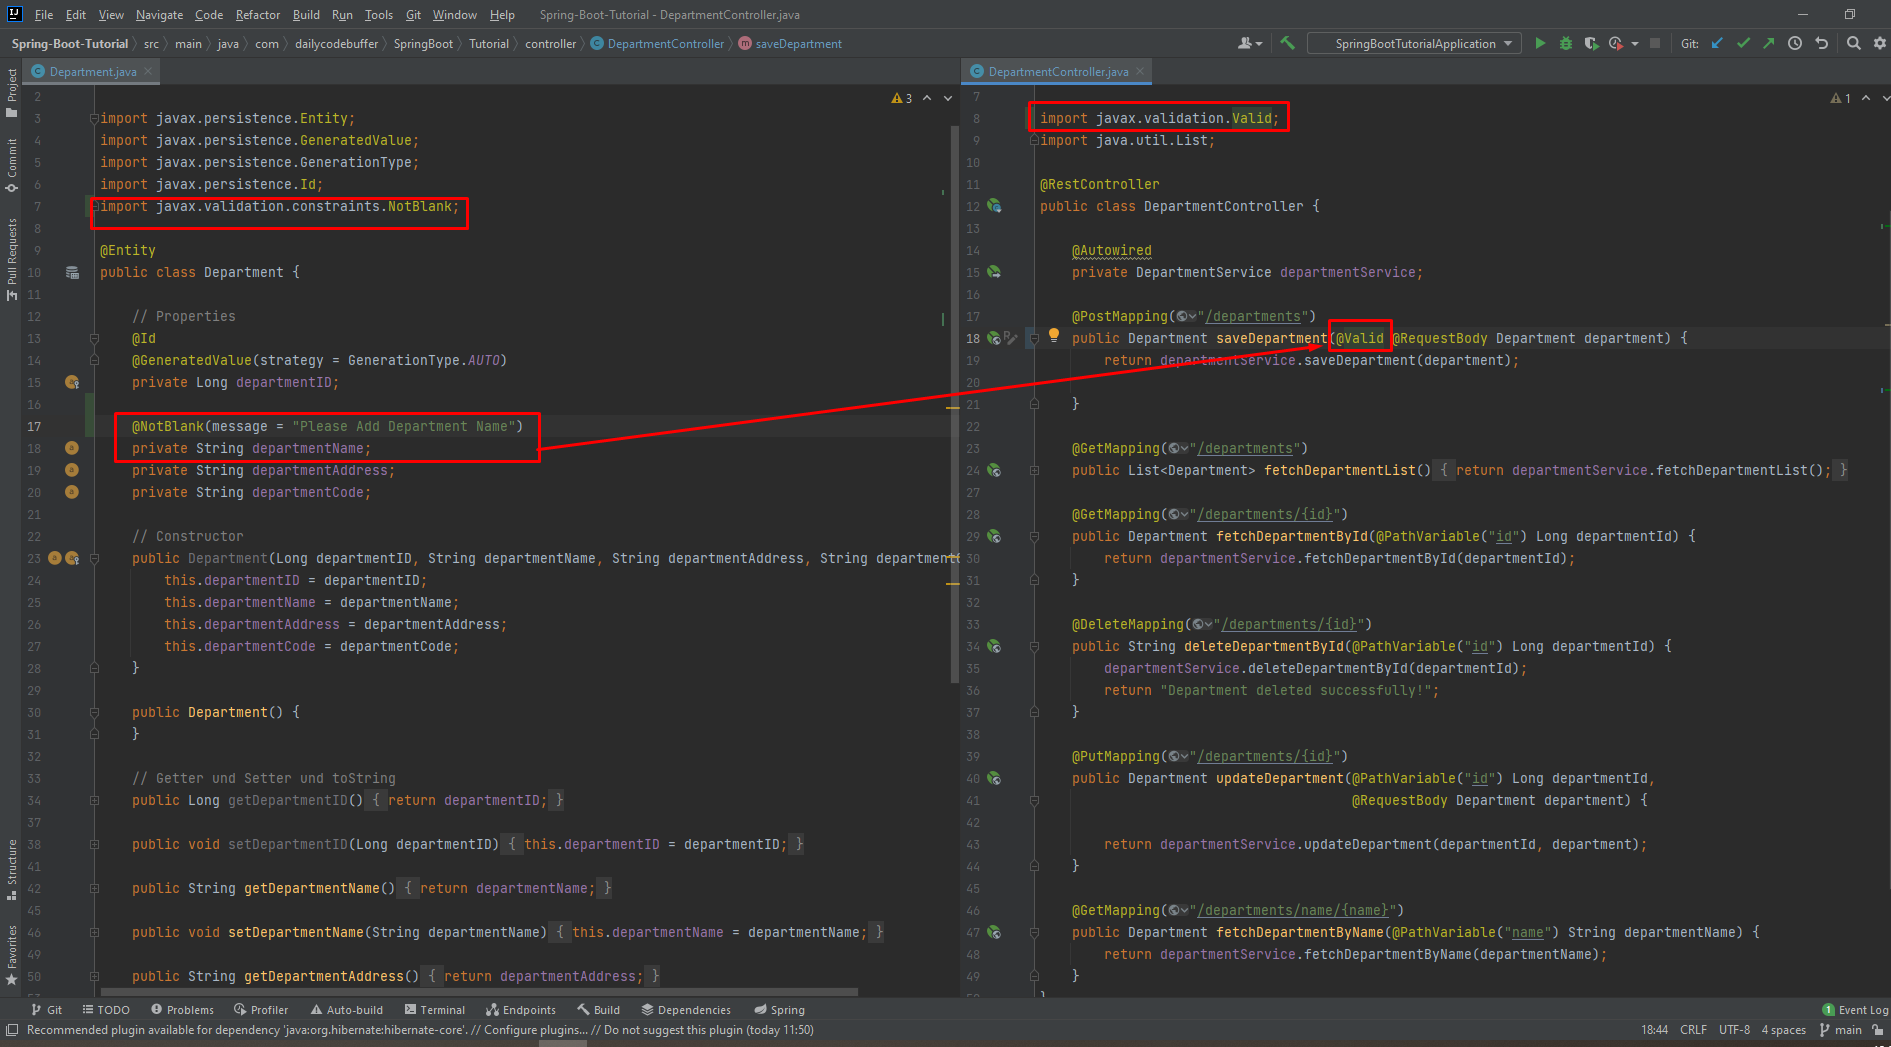 File Edit View Navigate Code Refactor Build Run Tools Git Window Help Spring-Boot-Tutorial - DepartmentController.java
Spring-Boot-Tutorial src main java com dailycodebuffer SpringBoot Tutorial controller DepartmentController saveDepartment SpringBootTutorialApplication Git:
Project
Commit
Pull Requests
Structure
Favorites
Department.java
3
2
3 import javax.persistence.Entity;
4 import javax.persistence.GeneratedValue;
5 import javax.persistence.GenerationType;
6 import javax.persistence.Id;
7 import javax.validation.constraints.NotBlank;
8
9 @Entity
10 public class Department {
11
12 // Properties
13 @Id
14 @GeneratedValue(strategy = GenerationType.AUTO)
15 private Long departmentID;
16
17 @NotBlank(message = "Please Add Department Name")
18 private String departmentName;
19 private String departmentAddress;
20 private String departmentCode;
21
22 // Constructor
23 public Department(Long departmentID, String departmentName, String departmentAddress, String department
24 this.departmentID = departmentID;
25 this.departmentName = departmentName;
26 this.departmentAddress = departmentAddress;
27 this.departmentCode = departmentCode;
28 }
29
30 public Department() {
31 }
32
33 // Getter und Setter und toString
34 public Long getDepartmentID() { return departmentID; }
37
38 public void setDepartmentID(Long departmentID) { this.departmentID = departmentID; }
41
42 public String getDepartmentName() { return departmentName; }
45
46 public void setDepartmentName(String departmentName) { this.departmentName = departmentName; }
49
50 public String getDepartmentAddress() { return departmentAddress; }
DepartmentController.java
1
7
8 import javax.validation.Valid;
9 import java.util.List;
10
11 @RestController
12 public class DepartmentController {
13
14 @Autowired
15 private DepartmentService departmentService;
16
17 @PostMapping("/departments")
18 public Department saveDepartment(@Valid @RequestBody Department department) {
19 return departmentService.saveDepartment(department);
20
21 }
22
23 @GetMapping("/departments")
24 public List<Department> fetchDepartmentList() { return departmentService.fetchDepartmentList(); }
27
28 @GetMapping("/departments/{id}")
29 public Department fetchDepartmentById(@PathVariable("id") Long departmentId) {
30 return departmentService.fetchDepartmentById(departmentId);
31 }
32
33 @DeleteMapping("/departments/{id}")
34 public String deleteDepartmentById(@PathVariable("id") Long departmentId) {
35 departmentService.deleteDepartmentById(departmentId);
36 return "Department deleted successfully!";
37 }
38
39 @PutMapping("/departments/{id}")
40 public Department updateDepartment(@PathVariable("id") Long departmentId,
41 @RequestBody Department department) {
42
43 return departmentService.updateDepartment(departmentId, department);
44 }
45
46 @GetMapping("/departments/name/{name}")
47 public Department fetchDepartmentByName(@PathVariable("name") String departmentName) {
48 return departmentService.fetchDepartmentByName(departmentName);
49 }
Git TODO Problems Profiler Auto-build Terminal Endpoints Build Dependencies Spring 1 Event Log
Recommended plugin available for dependency 'java:org.hibernate:hibernate-core'. // Configure plugins... // Do not suggest this plugin (today 11:50) 18:44 CRLF UTF-8 4 spaces main